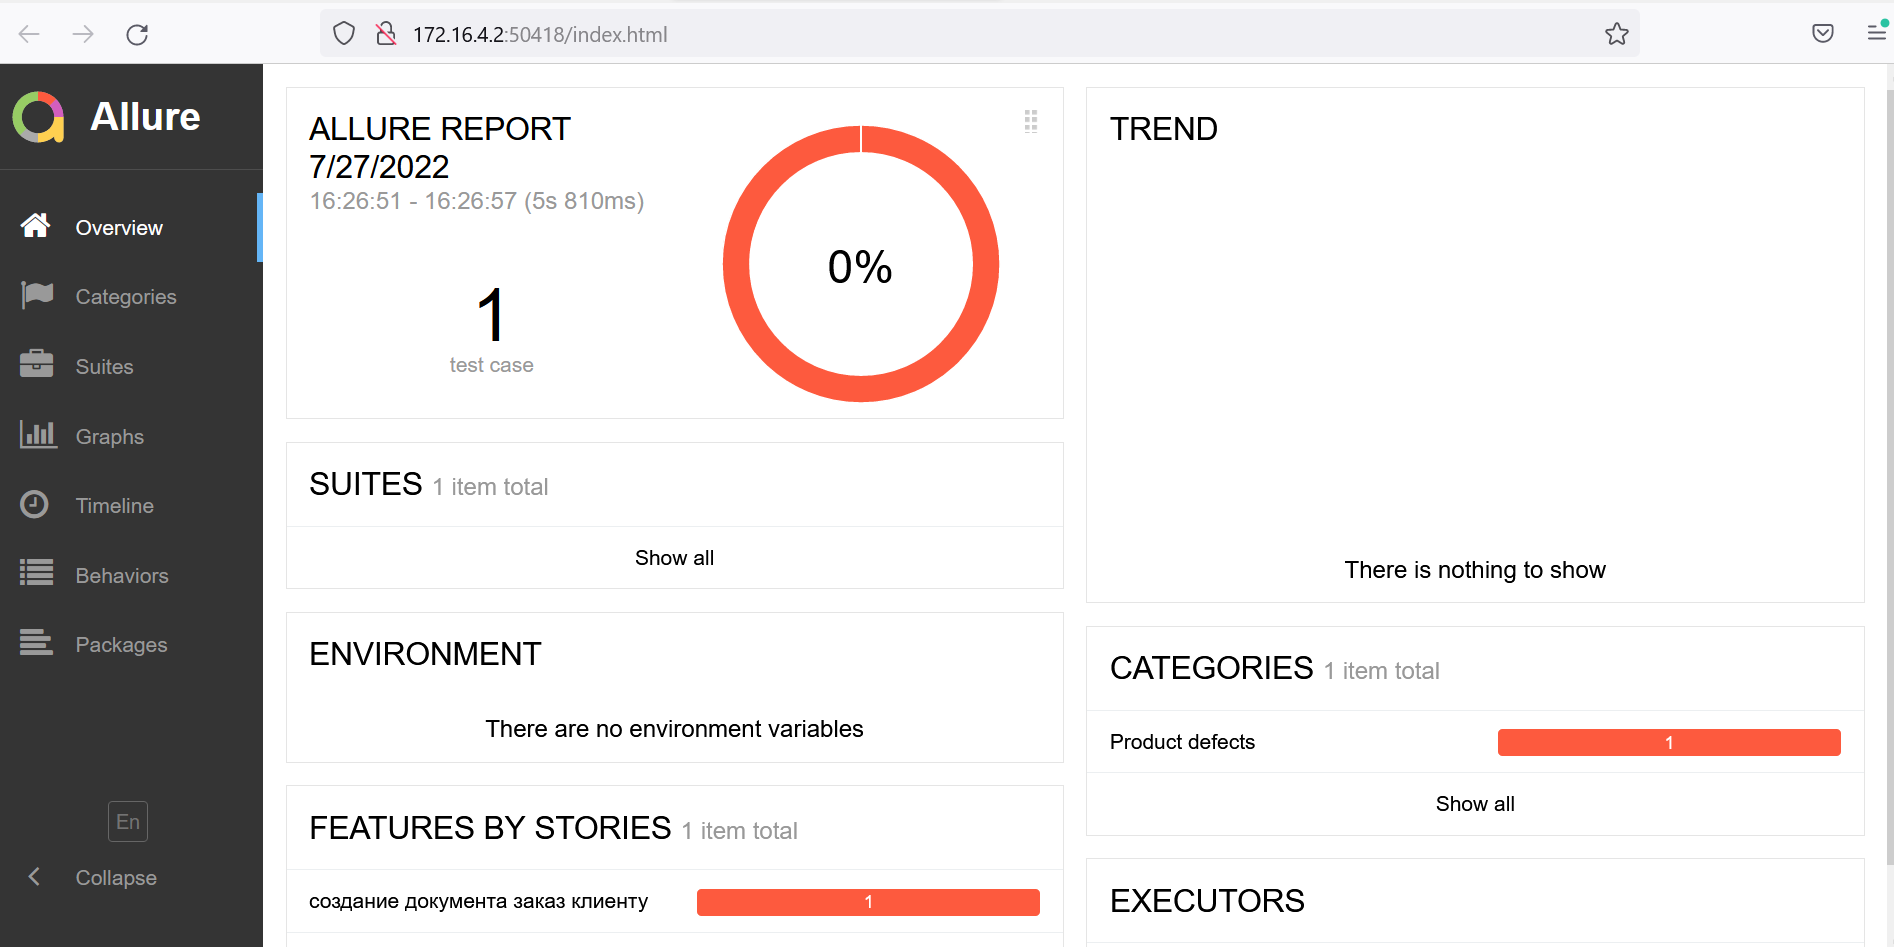 172.16.4.2:50418/index.html
Allure
Overview
Categories
Suites
Graphs
Timeline
Behaviors
Packages
En
Collapse
ALLURE REPORT
7/27/2022
16:26:51 - 16:26:57 (5s 810ms)
1
test case
0%
SUITES 1 item total
Show all
ENVIRONMENT
There are no environment variables
FEATURES BY STORIES 1 item total
создание документа заказ клиенту 1
TREND
There is nothing to show
CATEGORIES 1 item total
Product defects 1
Show all
EXECUTORS